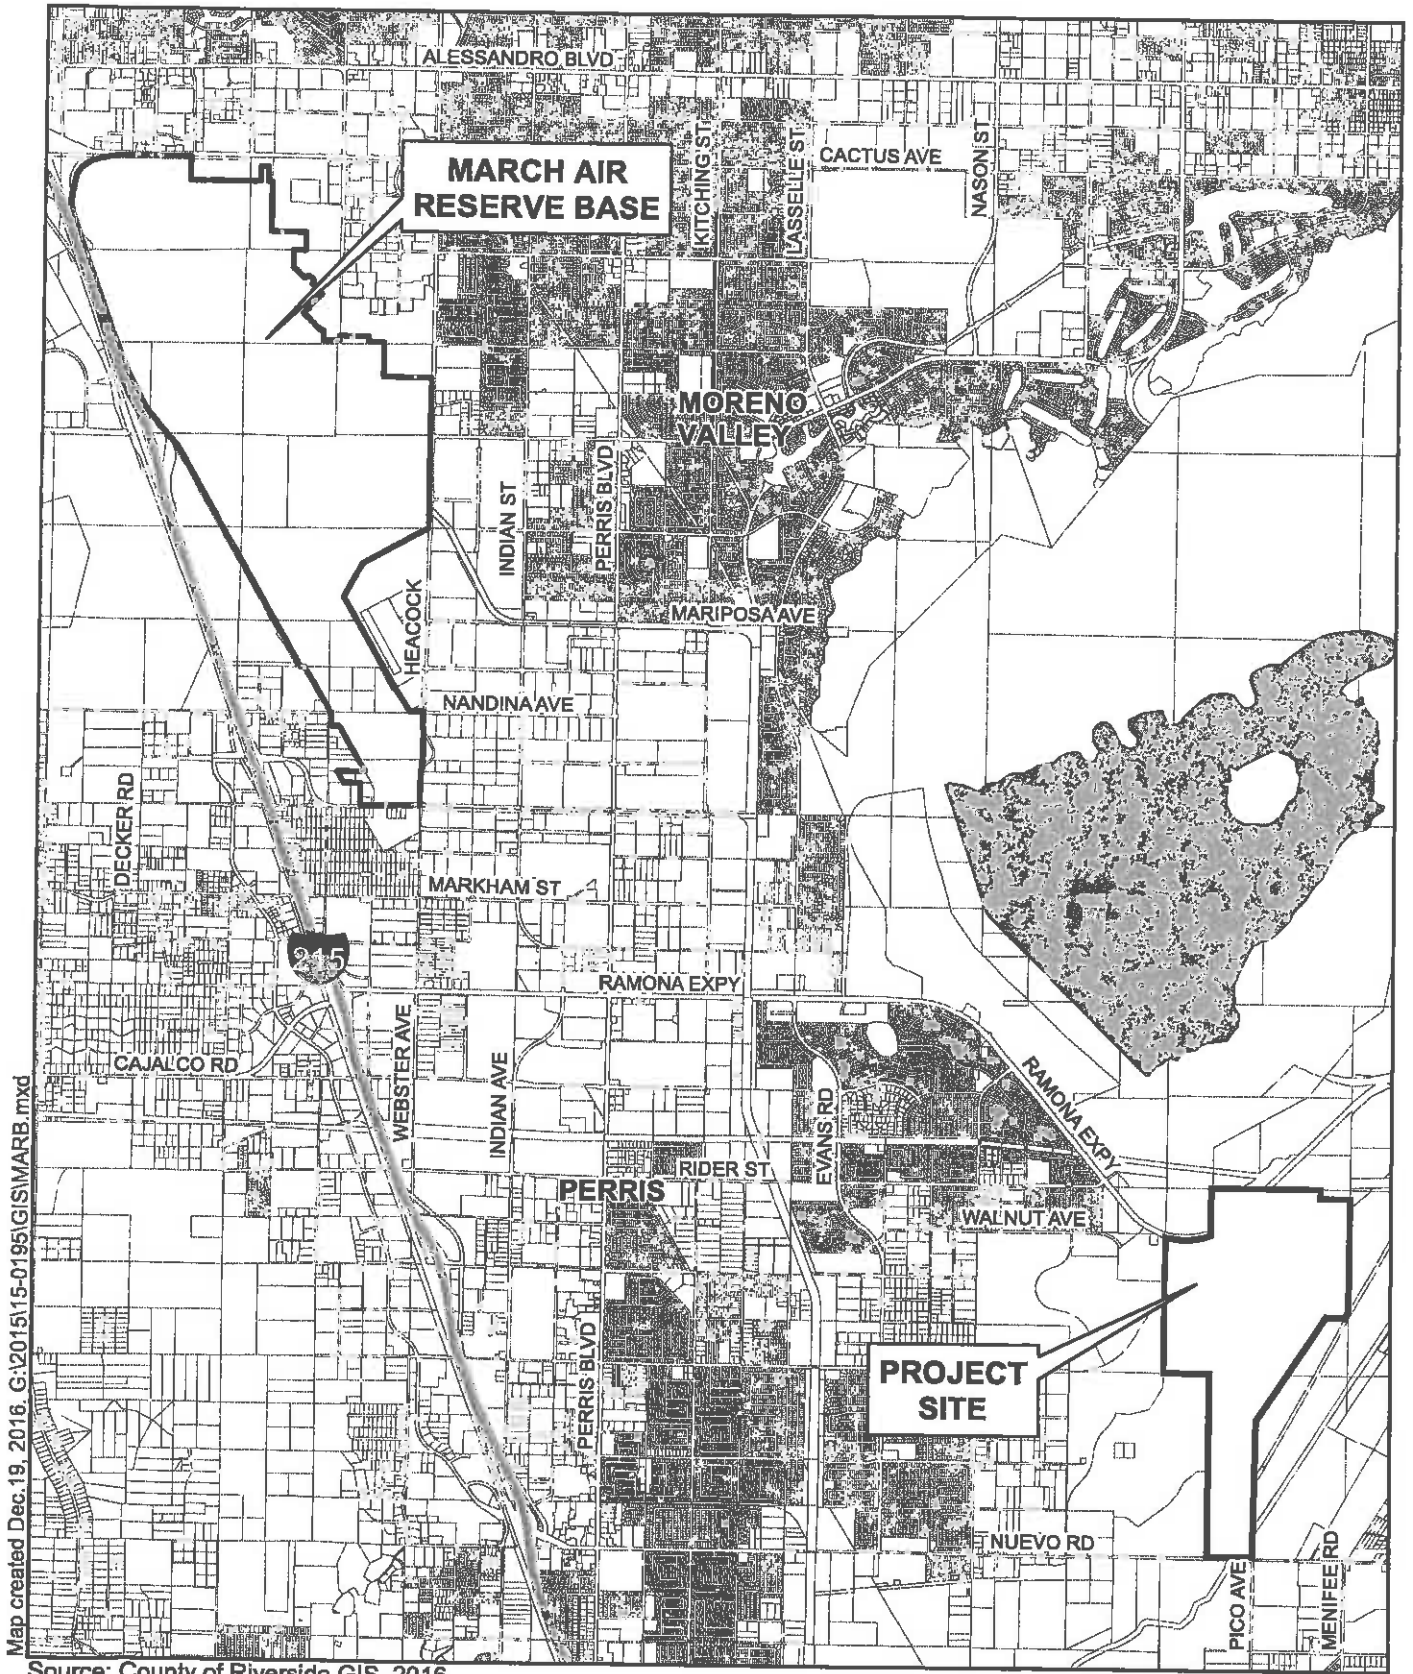 ALESSANDRO BLVD
MARCH AIR
RESERVE BASE
KITCHING ST
LASSELLE ST
CACTUS AVE
NASON ST
MORENO
VALLEY
INDIAN ST
PERRIS BLVD
HEACOCK
MARIPOSA AVE
NANDINA AVE
DECKER RD
MARKHAM ST
215
RAMONA EXPY
CAJALCO RD
WEBSTER AVE
INDIAN AVE
EVANS RD
RAMONA EXPY
RIDER ST
PERRIS
WALNUT AVE
PERRIS BLVD
PROJECT
SITE
NUEVO RD
PICO AVE
MENIFEE RD
Map created Dec.19, 2016. G:\2015\15-0195\GIS\MARB.mxd
Source: County of Riverside GIS, 2016